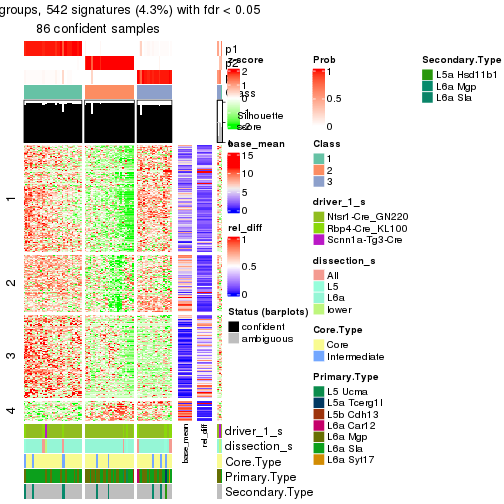 groups, 542 signatures (4.3%) with fdr < 0.05
86 confident samples
p1
p2
p3
Class
Silhouette
score
1
2
3
4
base_mean
rel_diff
driver_1_s
dissection_s
Core.Type
Primary.Type
Secondary.Type
z-score
2
1
0
-1
-2
base_mean
15
10
5
0
rel_diff
1
0.5
0
Status (barplots)
confident
ambiguous
Prob
1
0.5
0
Class
1
2
3
driver_1_s
Ntsr1-Cre_GN220
Rbp4-Cre_KL100
Scnn1a-Tg3-Cre
dissection_s
All
L5
L6a
lower
Core.Type
Core
Intermediate
Primary.Type
L5 Ucma
L5a Tcerg1l
L5b Cdh13
L6a Car12
L6a Mgp
L6a Sla
L6a Syt17
Secondary.Type
L5a Hsd11b1
L6a Mgp
L6a Sla